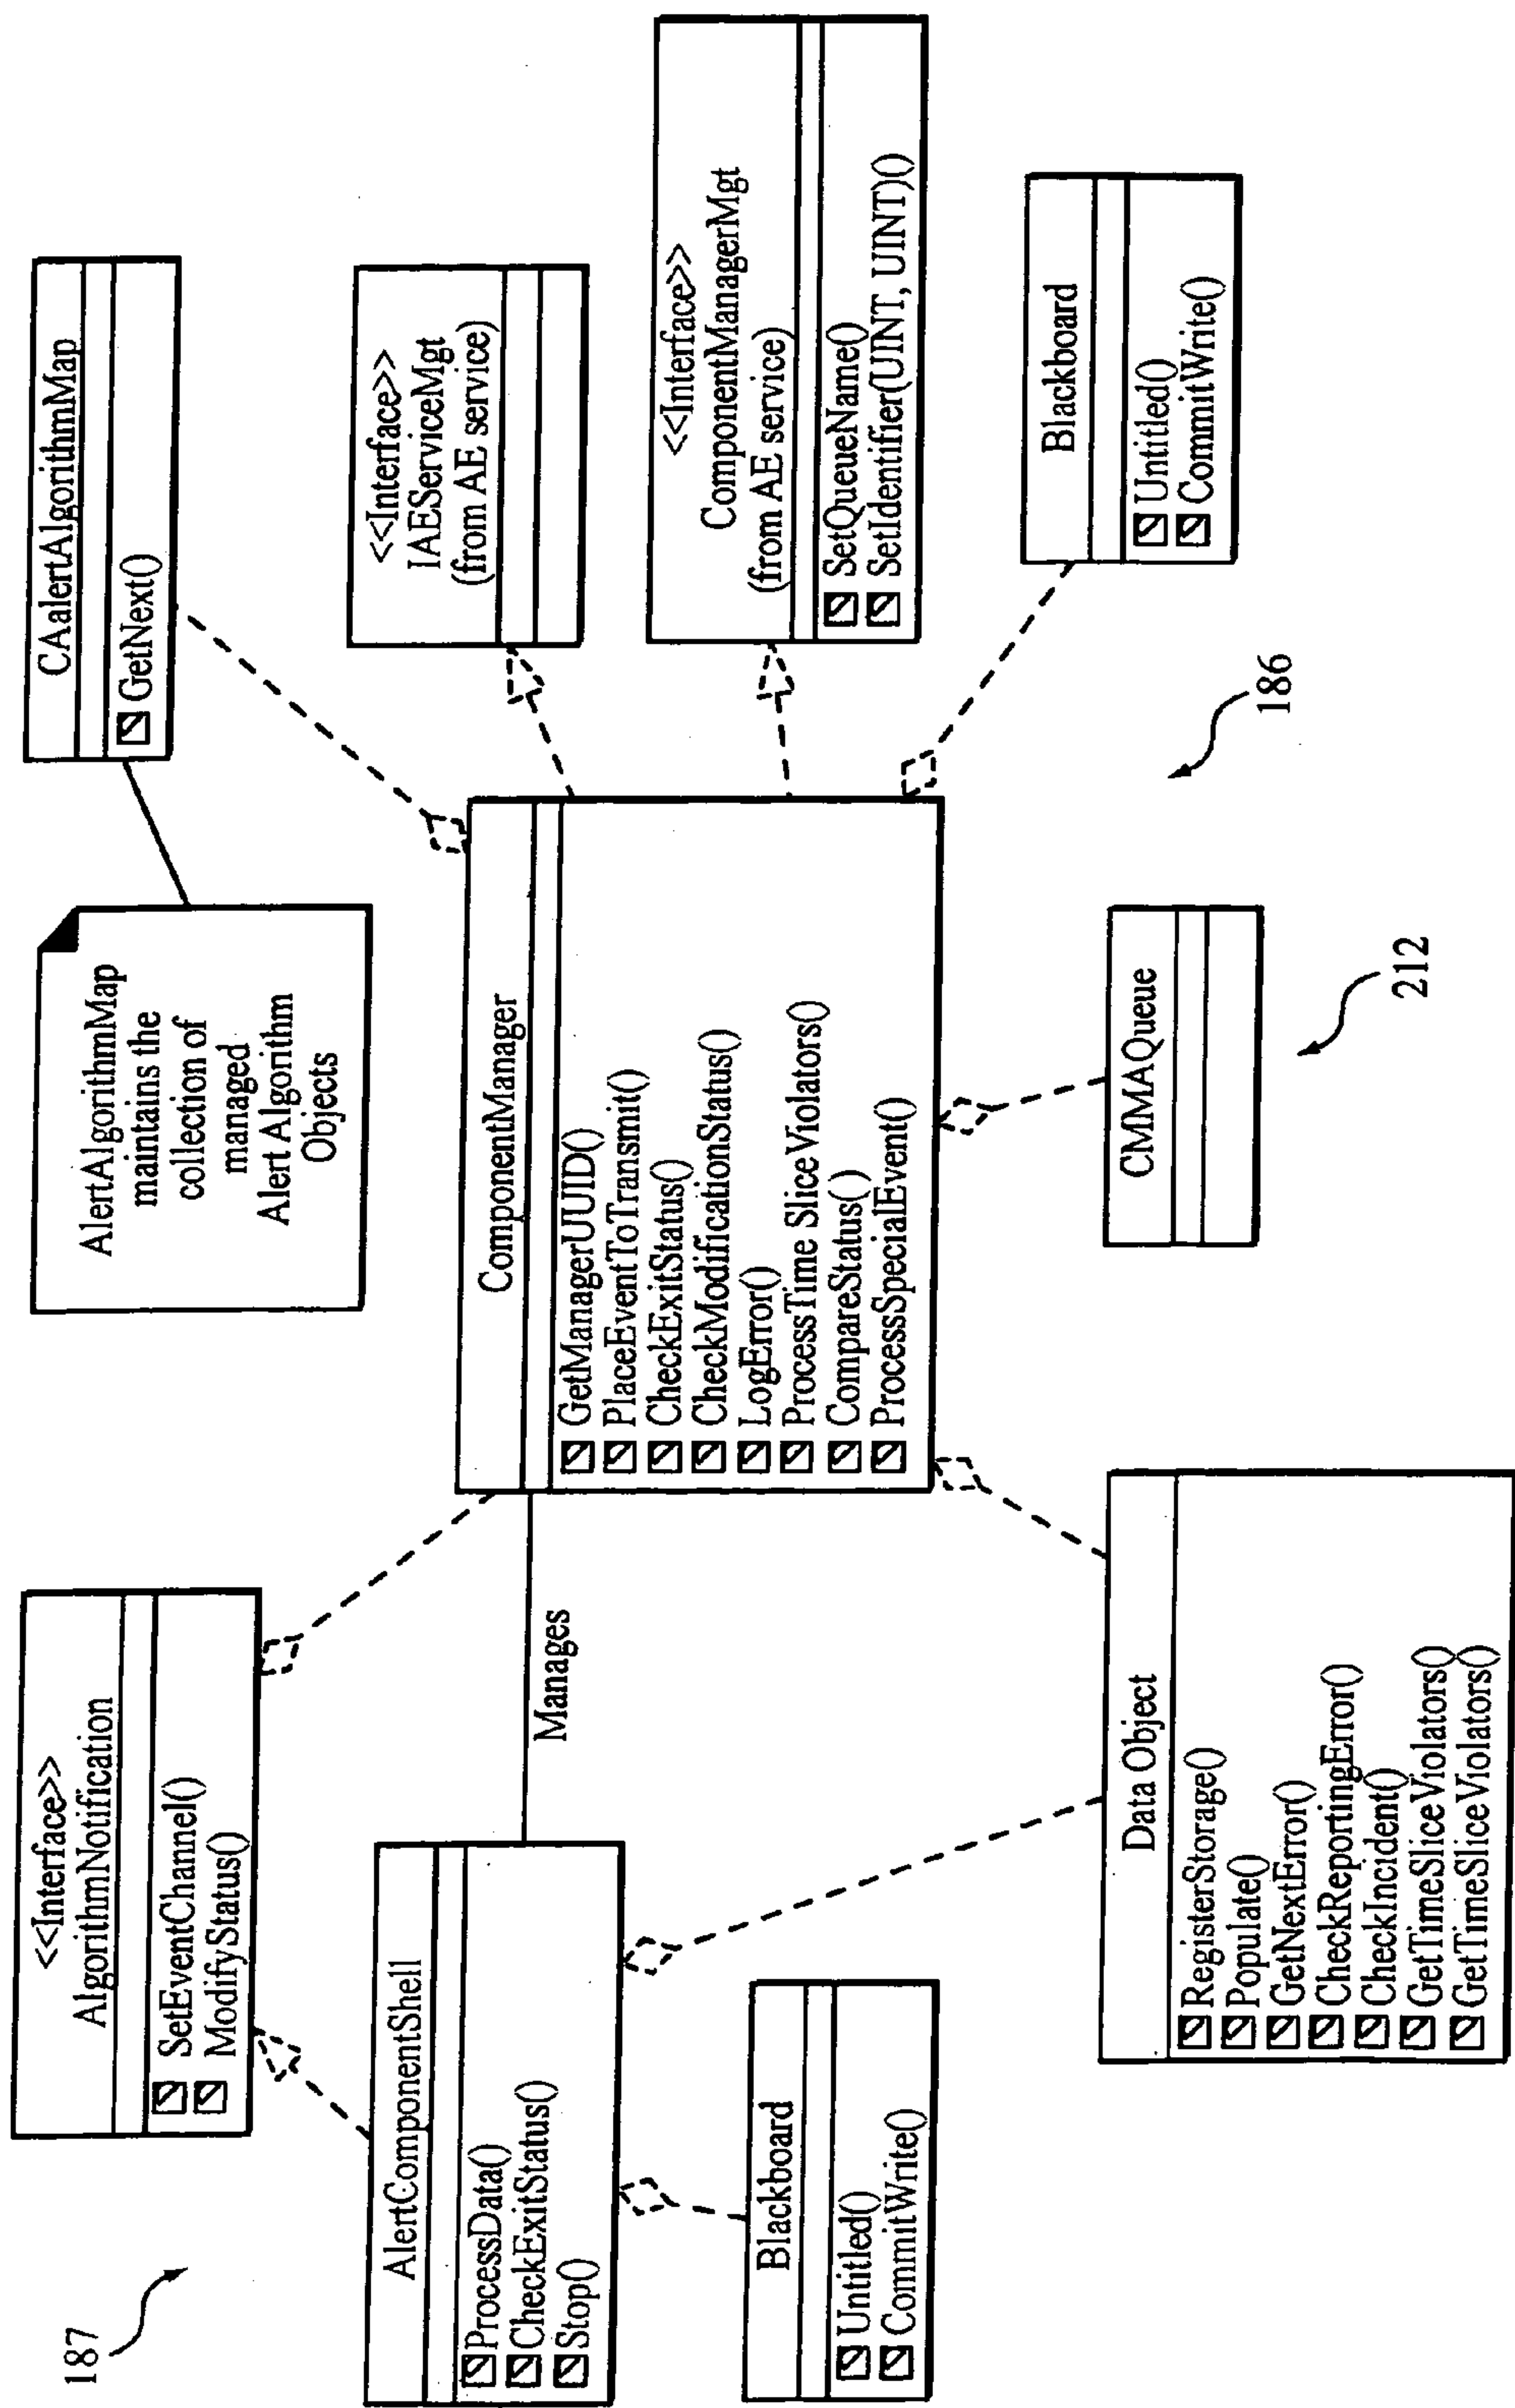 187
<<Interface>>
AlgorithmNotification
SetEventChannel()
ModifyStatus()
AlertAlgorithmMap
maintains the
collection of
managed
Alert Algorithm
Objects
CAalertAlgorithmMap
GetNext()
AlertComponentShell
ProcessData()
CheckExitStatus()
Stop()
Manages
ComponentManager
GetManagerUUID()
PlaceEventToTransmit()
CheckExitStatus()
CheckModificationStatus()
LogError()
ProcessTime SliceViolators()
CompareStatus()
ProcessSpecialEvent()
<<Interface>>
IAEServiceMgt
(from AE service)
<<Interface>>
ComponentManagerMgt
(from AE service)
SetQueueName()
SetIdentifier(UINT, UINT)()
Blackboard
Untitled()
CommitWrite()
Data Object
RegisterStorage()
Populate()
GetNextError()
CheckReportingError()
CheckIncident()
GetTimeSliceViolators()
GetTimeSliceViolators()
CMMAQueue
212
Blackboard
Untitled()
CommitWrite()
186